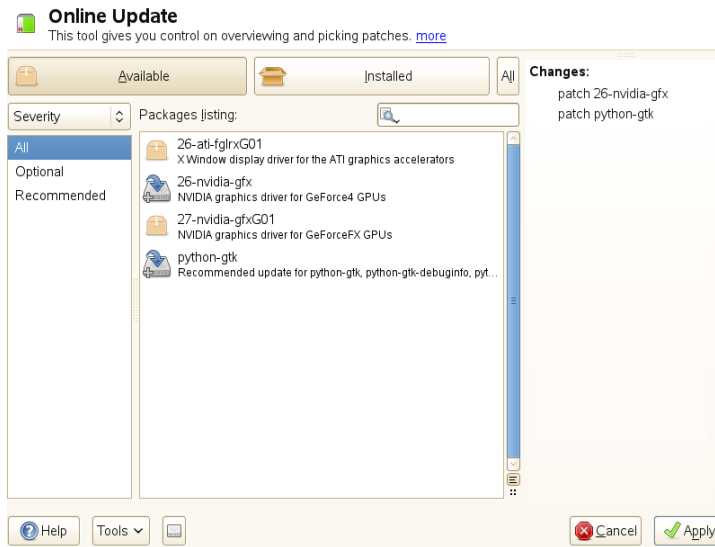 Online Update
This tool gives you control on overviewing and picking patches. more
Available
Installed
All
Severity
Packages listing:
All
Optional
Recommended
26-ati-fglrxG01
X Window display driver for the ATI graphics accelerators
26-nvidia-gfx
NVIDIA graphics driver for GeForce4 GPUs
27-nvidia-gfxG01
NVIDIA graphics driver for GeForceFX GPUs
python-gtk
Recommended update for python-gtk, python-gtk-debuginfo, pyt...
Changes:
patch 26-nvidia-gfx
patch python-gtk
Help
Tools
Cancel
Apply